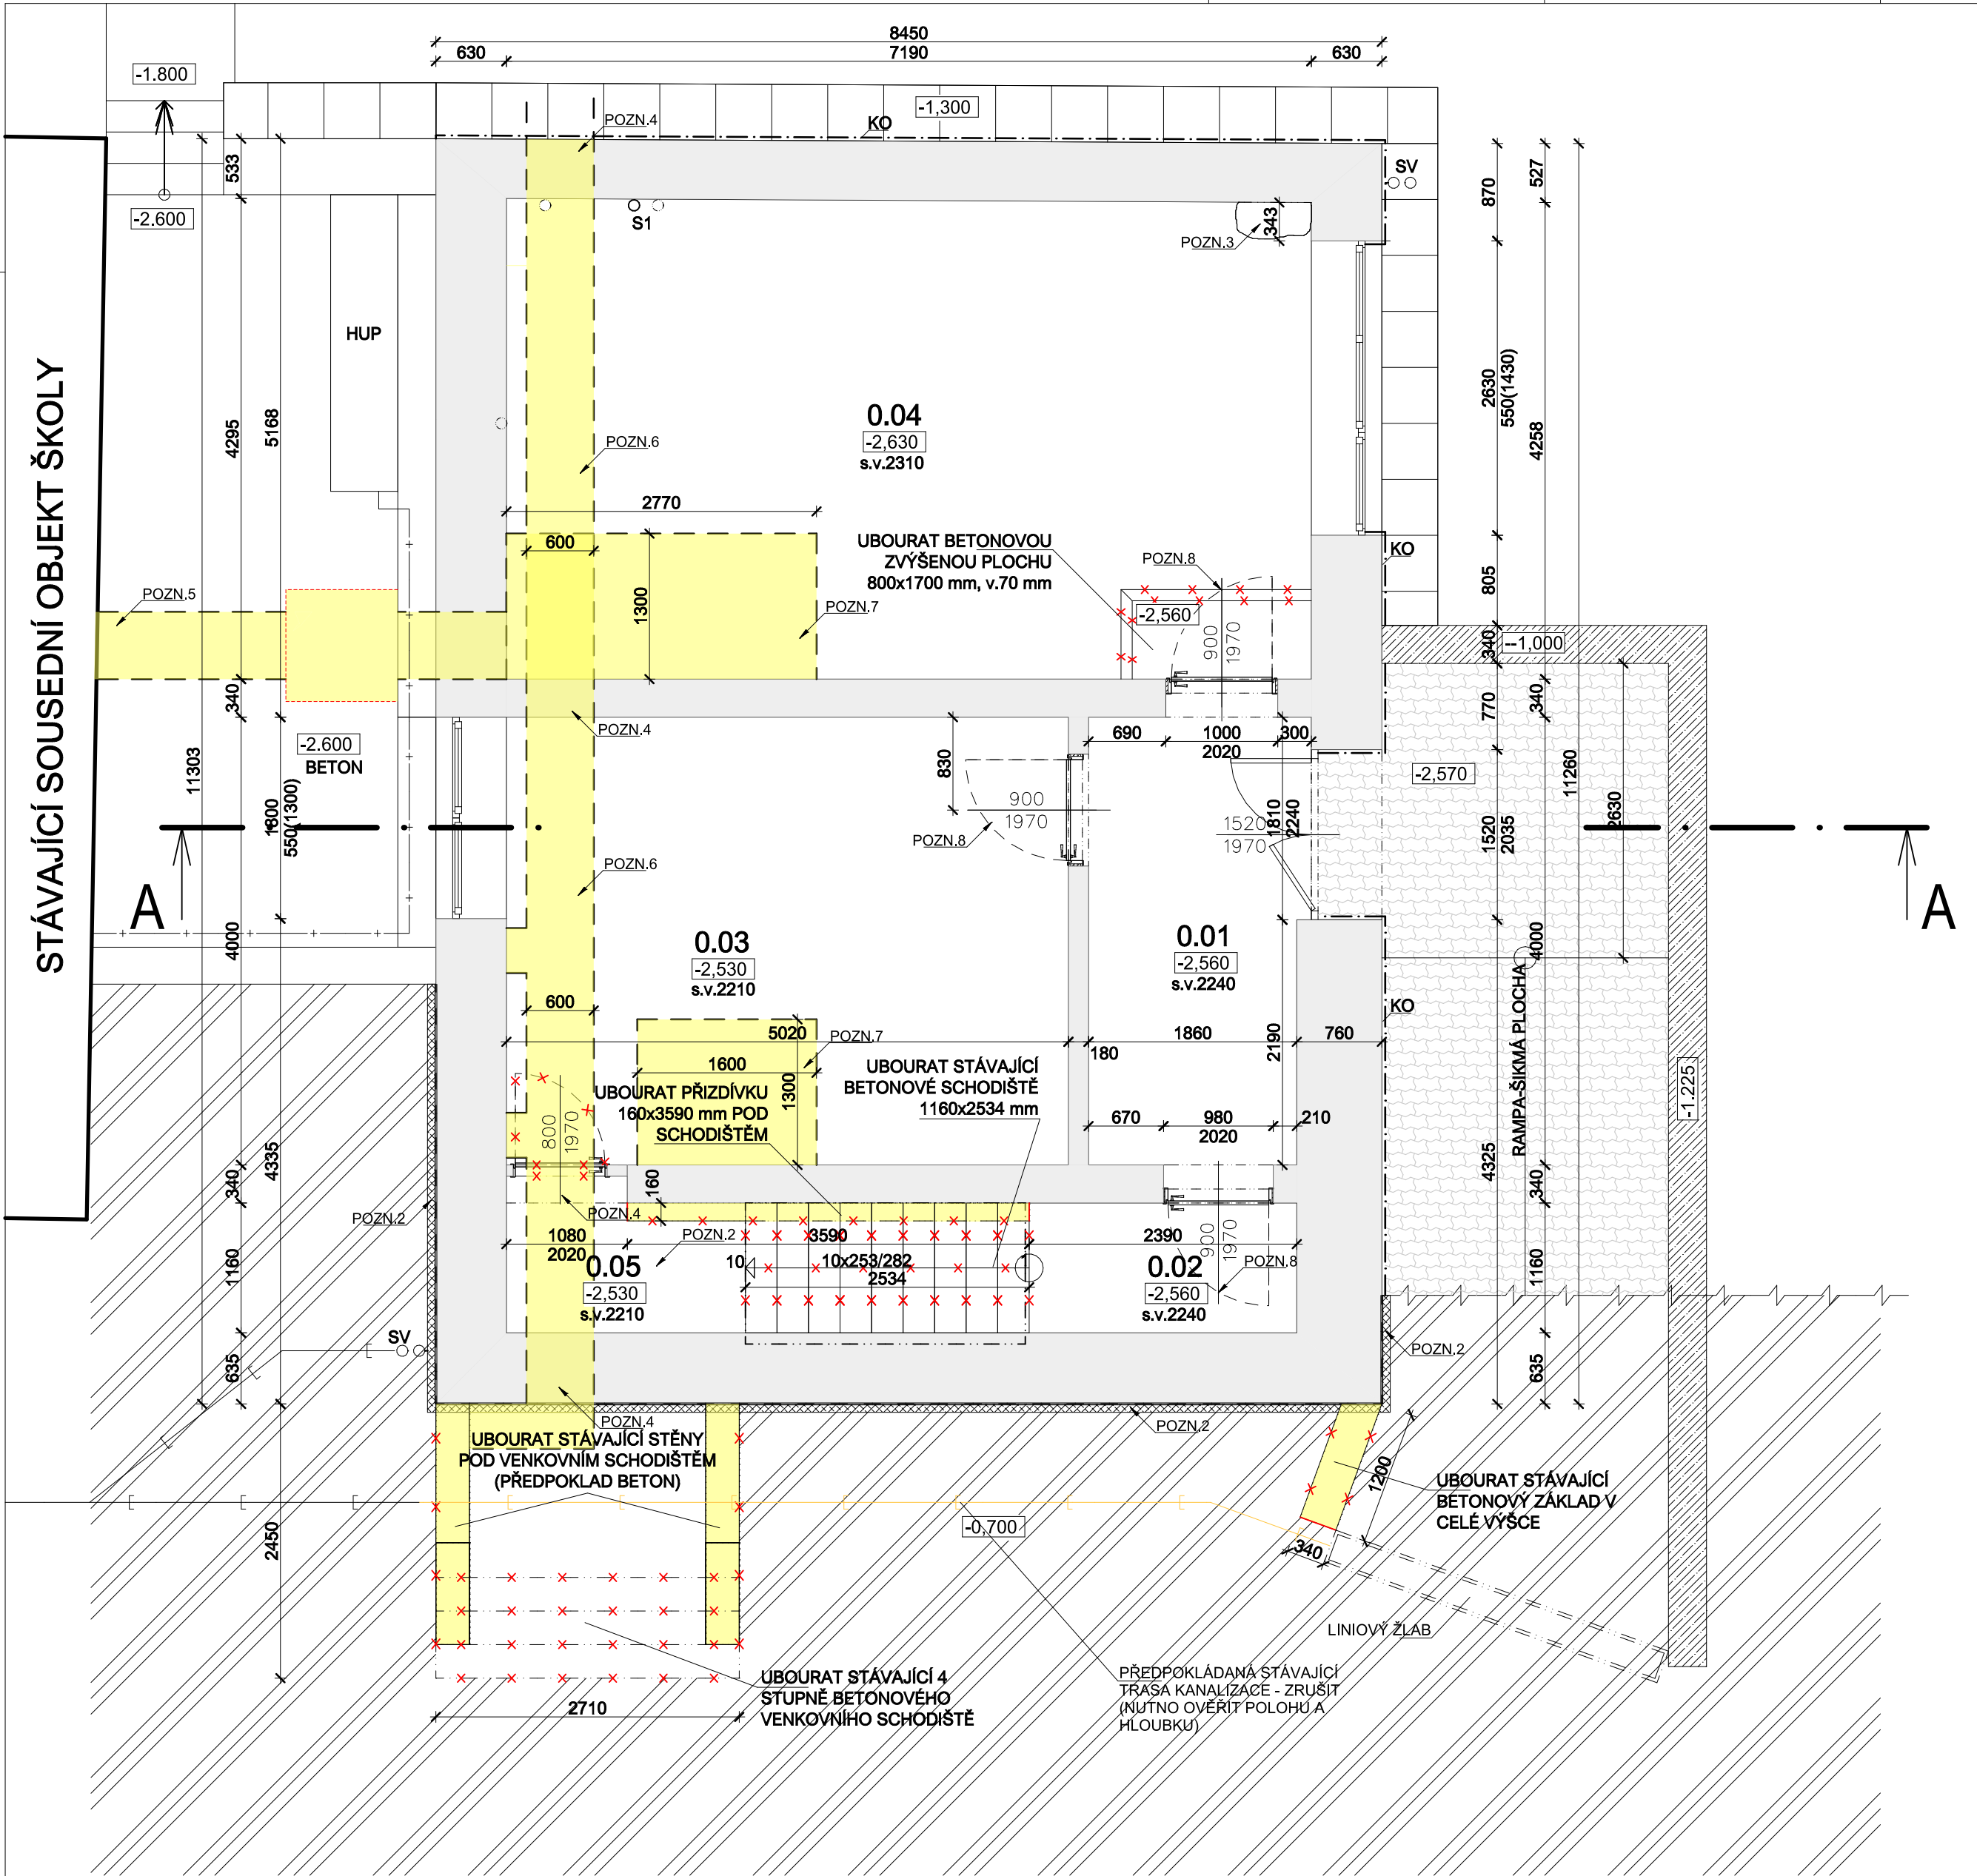 8450
630
7190
630
-1.800
-1,300
POZN.4
KO
SV
533
527
870
-2.600
S1
343
POZN.3
HUP
STÁVAJÍCÍ SOUSEDNÍ OBJEKT ŠKOLY
0.04
-2,630
s.v.2310
4295
5168
2630
550(1430)
4258
POZN.6
2770
600
UBOURAT BETONOVOU
ZVÝŠENOU PLOCHU
800x1700 mm, v.70 mm
POZN.8
KO
POZN.5
1300
POZN.7
-2,560
900
1970
805
340
--1,000
340
POZN.4
690
1000
300
2020
770
340
-2.600
BETON
11303
830
-2,570
11260
2630
1800
550(1300)
900
1970
POZN.8
1520
1970
1810
2240
1520
2035
A
A
POZN.6
4000
0.03
-2,530
s.v.2210
0.01
-2,560
s.v.2240
4000
RAMPA-ŠIKMÁ PLOCHA
600
KO
5020
POZN.7
180
1860
2190
760
1600
1300
UBOURAT PŘIZDÍVKU
160x3590 mm POD
SCHODIŠTĚM
UBOURAT STÁVAJÍCÍ
BETONOVÉ SCHODIŠTĚ
1160x2534 mm
-1.225
800
1970
670
980
210
2020
4335
4325
340
160
340
POZN.2
POZN.4
1080
2020
POZN.2
3590
2390
900
1970
10
10x253/282
1
2534
0.05
-2,530
s.v.2210
0.02
-2,560
s.v.2240
POZN.8
1160
1160
SV
POZN.2
635
635
POZN.4
POZN.2
UBOURAT STÁVAJÍCÍ STĚNY
POD VENKOVNÍM SCHODIŠTĚM
(PŘEDPOKLAD BETON)
1200
UBOURAT STÁVAJÍCÍ
BETONOVÝ ZÁKLAD V
CELÉ VÝŠCE
-0,700
340
2450
LINIOVÝ ŽLAB
UBOURAT STÁVAJÍCÍ 4
STUPNĚ BETONOVÉHO
VENKOVNÍHO SCHODIŠTĚ
PŘEDPOKLÁDANÁ STÁVAJÍCÍ
TRASA KANALIZACE - ZRUŠIT
(NUTNO OVĚŘIT POLOHU A
HLOUBKU)
2710